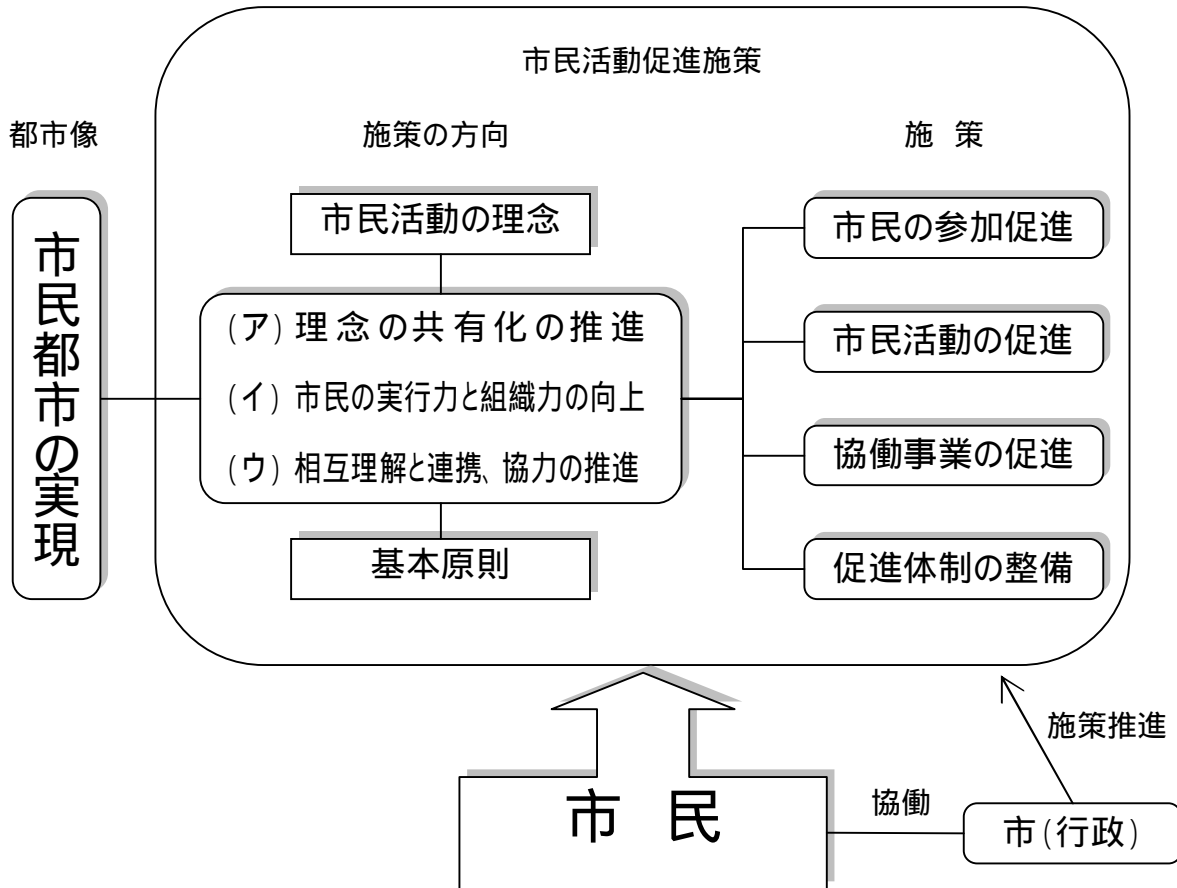 市民活動促進施策
都市像
施策の方向
施 策
市民都市の実現
市民活動の理念
(ア) 理念の共有化の推進
(イ) 市民の実行力と組織力の向上
(ウ) 相互理解と連携、協力の推進
基本原則
市民の参加促進
市民活動の促進
協働事業の促進
促進体制の整備
施策推進
市 民
協働
市(行政)